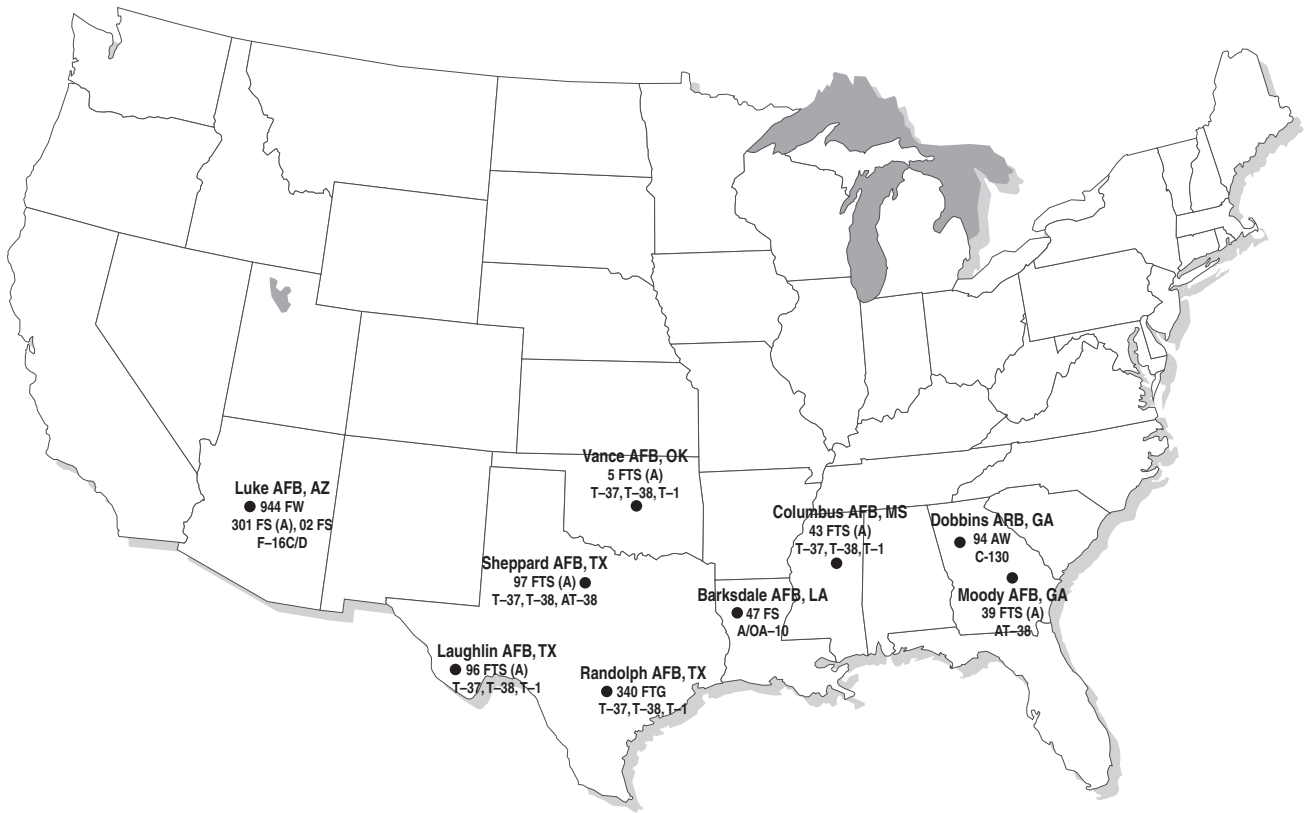 Vance AFB, OK
5 FTS (A)
T–37, T–38, T–1
Luke AFB, AZ
944 FW
301 FS (A), 02 FS
F–16C/D
Columbus AFB, MS
43 FTS (A)
T–37, T–38, T–1
Dobbins ARB, GA
94 AW
C-130
Sheppard AFB, TX
97 FTS (A)
T–37, T–38, AT–38
Barksdale AFB, LA
47 FS
A/OA–10
Moody AFB, GA
39 FTS (A)
AT–38
Laughlin AFB, TX
96 FTS (A)
T–37, T–38, T–1
Randolph AFB, TX
340 FTG
T–37, T–38, T–1